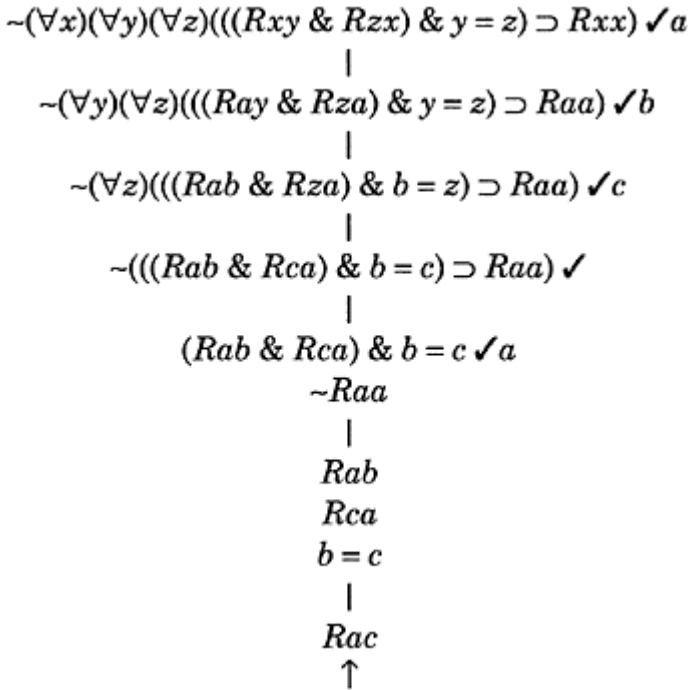 ~(∀x)(∀y)(∀z)(((Rxy & Rzx) & y = z) ⊃ Rxx) ✓a
~(∀y)(∀z)(((Ray & Rza) & y = z) ⊃ Raa) ✓b
~(∀z)(((Rab & Rza) & b = z) ⊃ Raa) ✓c
~(((Rab & Rca) & b = c) ⊃ Raa) ✓
(Rab & Rca) & b = c ✓a
~Raa
Rab
Rca
b = c
Rac
↑